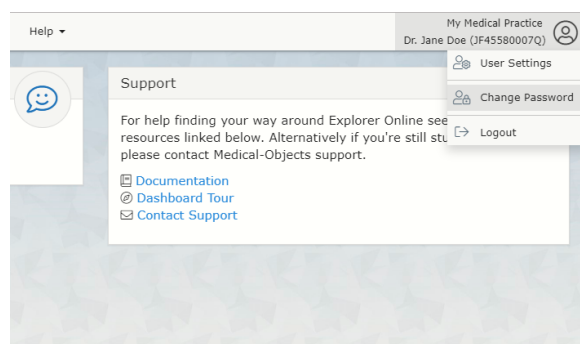 Help
My Medical Practice
Dr. Jane Doe (JF45580007Q)
User Settings
Change Password
Logout
Support
For help finding your way around Explorer Online see
resources linked below. Alternatively if you're still stu
please contact Medical-Objects support.
Documentation
Dashboard Tour
Contact Support